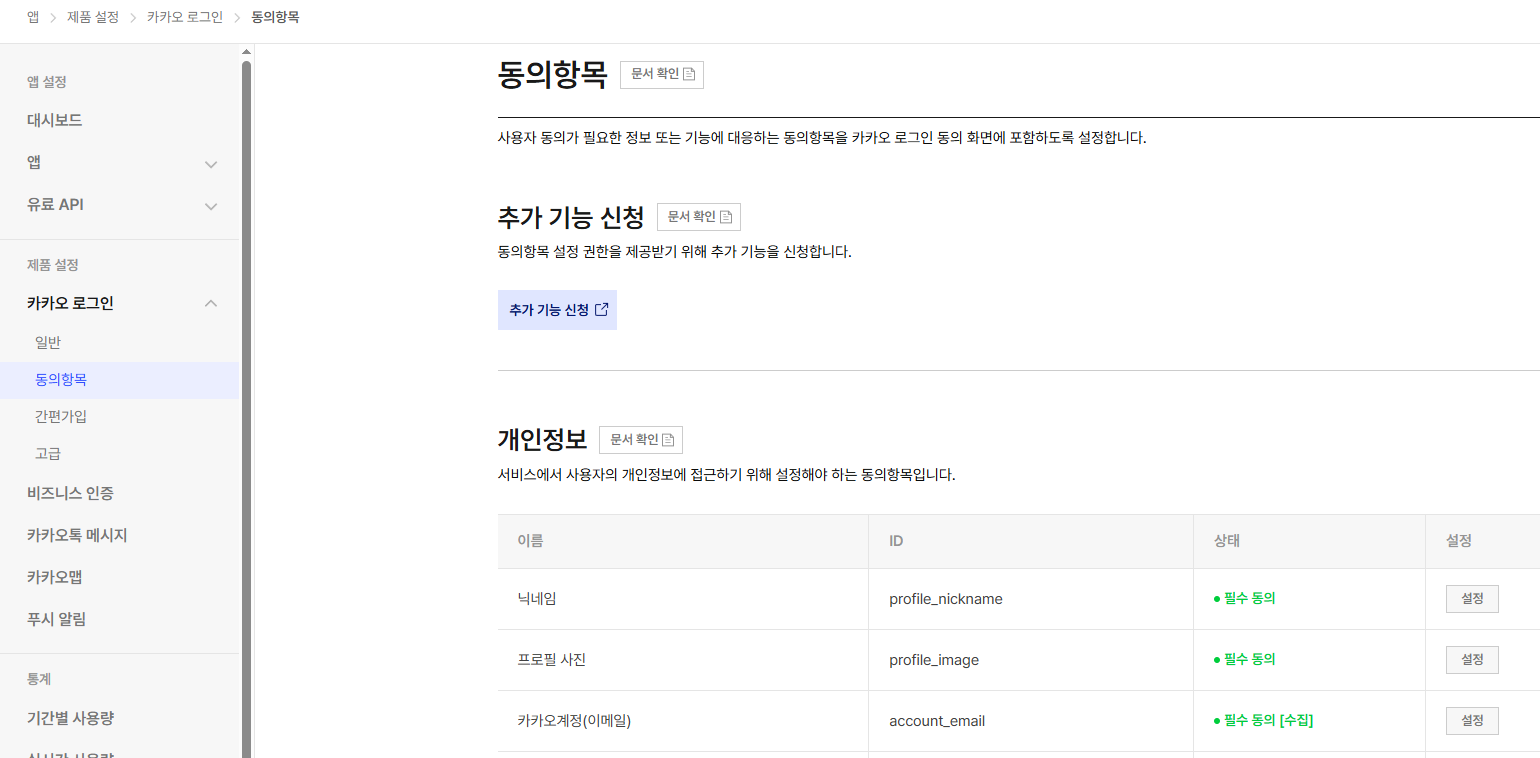 앱 > 제품 설정 > 카카오 로그인 > 동의항목
앱 설정
대시보드
앱
유료 API
제품 설정
카카오 로그인
일반
동의항목
간편가입
고급
비즈니스 인증
카카오톡 메시지
카카오맵
푸시 알림
통계
기간별 사용량
동의항목 문서 확인
사용자 동의가 필요한 정보 또는 기능에 대응하는 동의항목을 카카오 로그인 동의 화면에 포함하도록 설정합니다.
추가 기능 신청 문서 확인
동의항목 설정 권한을 제공받기 위해 추가 기능을 신청합니다.
추가 기능 신청
개인정보 문서 확인
서비스에서 사용자의 개인정보에 접근하기 위해 설정해야 하는 동의항목입니다.
이름 ID 상태 설정
닉네임 profile_nickname 필수 동의 설정
프로필 사진 profile_image 필수 동의 설정
카카오계정(이메일) account_email 필수 동의 [수집] 설정